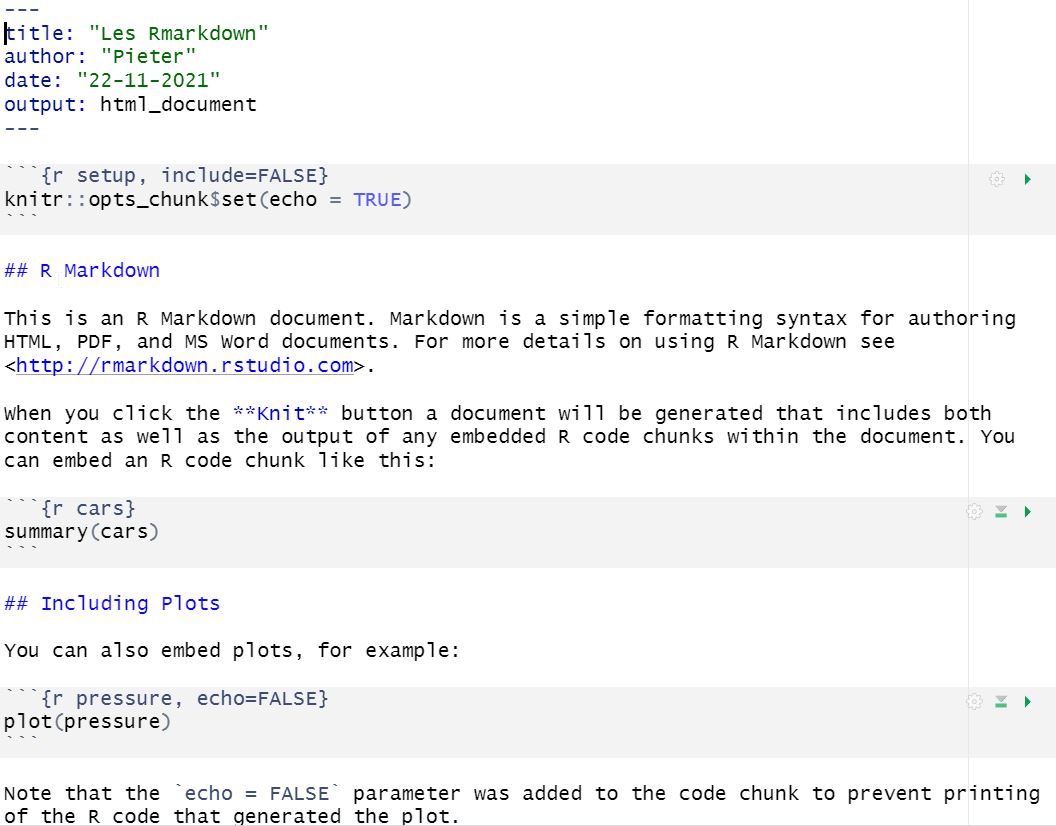 ---
title: "Les Rmarkdown"
author: "Pieter"
date: "22-11-2021"
output: html_document
---
```{r setup, include=FALSE}
knitr::opts_chunk$set(echo = TRUE)
```
## R Markdown
This is an R Markdown document. Markdown is a simple formatting syntax for authoring
HTML, PDF, and MS Word documents. For more details on using R Markdown see
<http://rmarkdown.rstudio.com>.
When you click the **Knit** button a document will be generated that includes both
content as well as the output of any embedded R code chunks within the document. You
can embed an R code chunk like this:
```{r cars}
summary(cars)
```
## Including Plots
You can also embed plots, for example:
```{r pressure, echo=FALSE}
plot(pressure)
```
Note that the `echo = FALSE` parameter was added to the code chunk to prevent printing
of the R code that generated the plot.